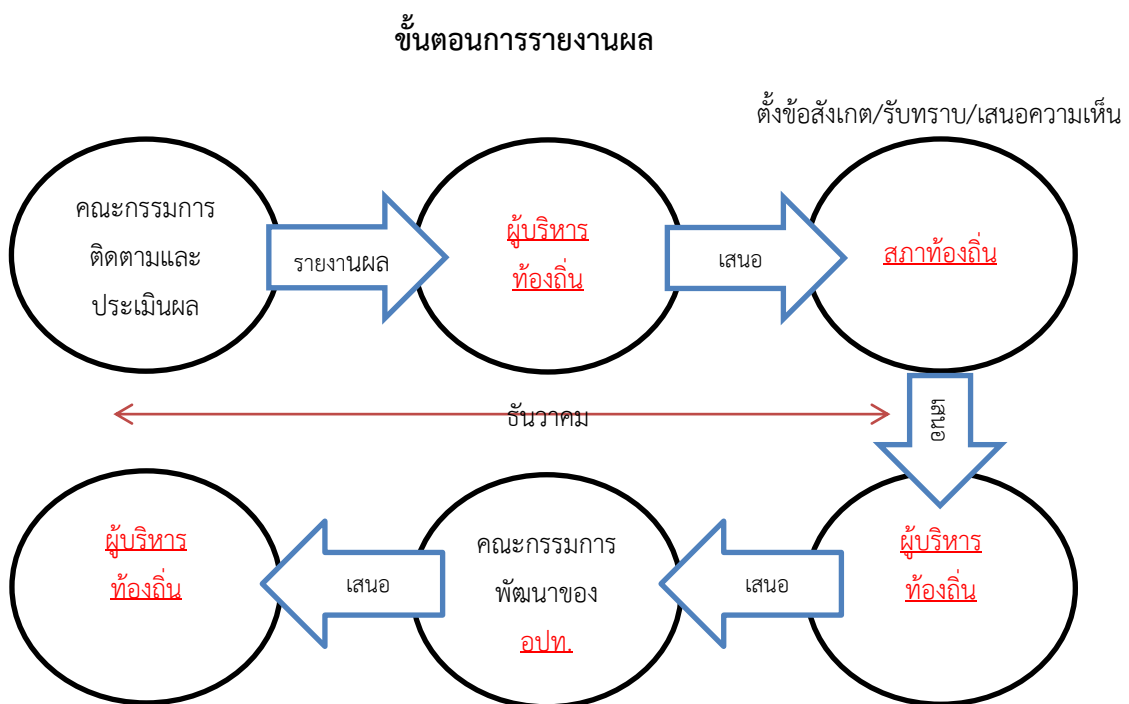 ขั้นตอนการรายงานผล
ตั้งข้อสังเกต/รับทราบ/เสนอความเห็น
คณะกรรมการ
ติดตามและ
ประเมินผล
รายงานผล
ผู้บริหาร
ท้องถิ่น
เสนอ
สภาท้องถิ่น
ธันวาคม
เสนอ
ผู้บริหาร
ท้องถิ่น
เสนอ
คณะกรรมการ
พัฒนาของ
อปท.
เสนอ
ผู้บริหาร
ท้องถิ่น